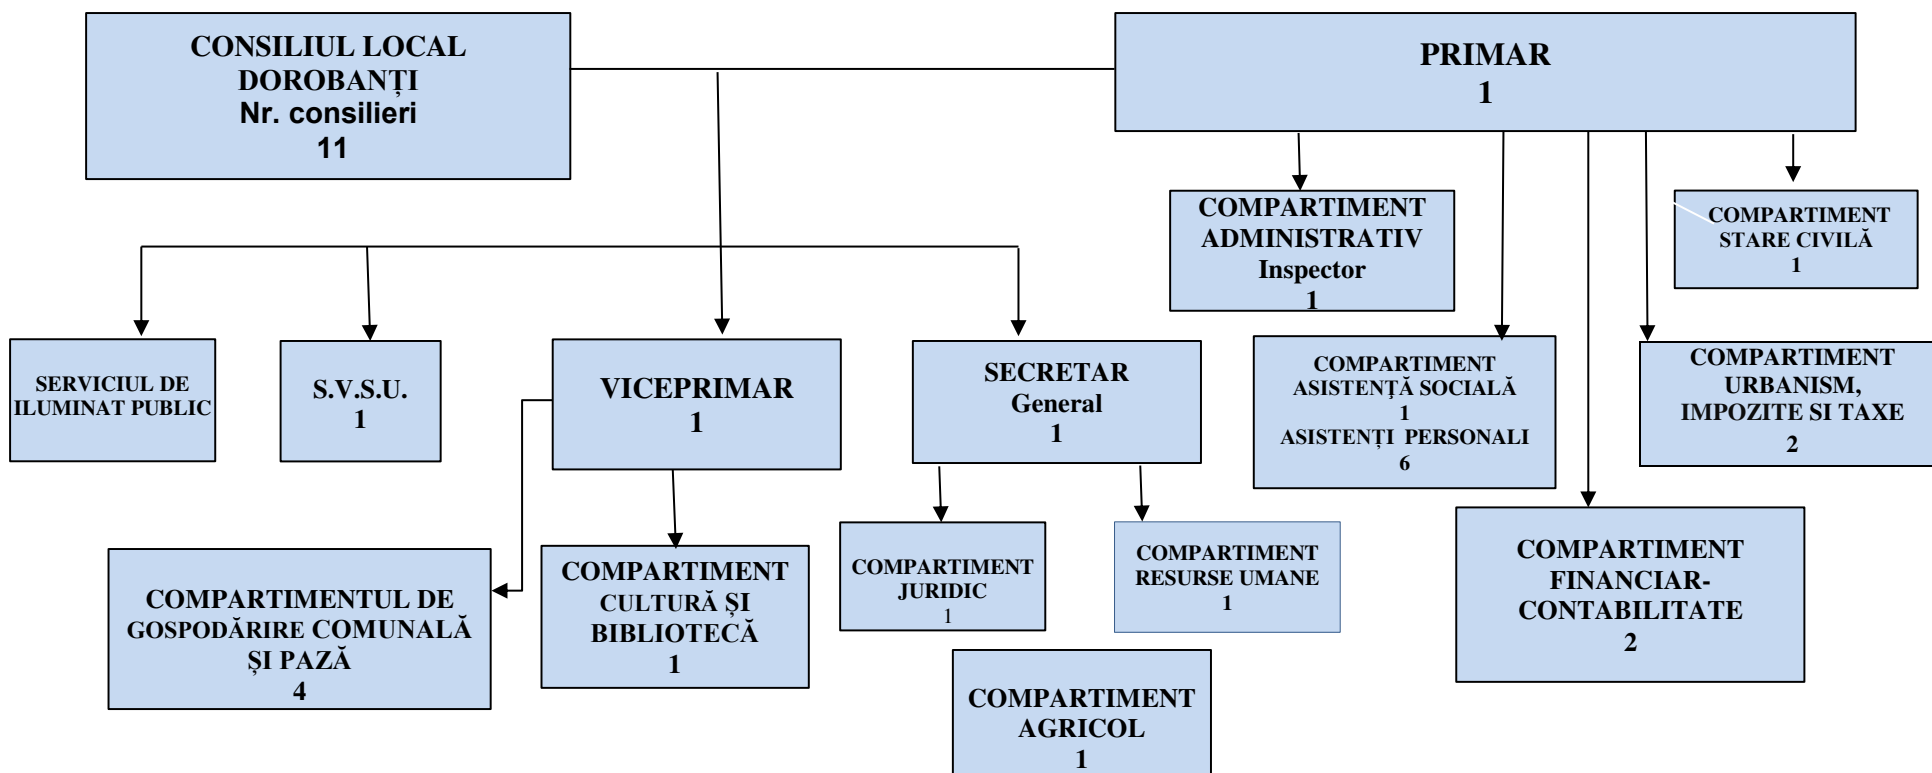 CONSILIUL LOCAL
DOROBANȚI
Nr. consilieri
11
PRIMAR
1
COMPARTIMENT
ADMINISTRATIV
Inspector
1
COMPARTIMENT
STARE CIVILĂ
1
SERVICIUL DE
ILUMINAT PUBLIC
S.V.S.U.
1
VICEPRIMAR
1
SECRETAR
General
1
COMPARTIMENT
ASISTENŢĂ SOCIALĂ
1
ASISTENȚI PERSONALI
6
COMPARTIMENT
URBANISM,
IMPOZITE SI TAXE
2
COMPARTIMENTUL DE
GOSPODĂRIRE COMUNALĂ
ȘI PAZĂ
4
COMPARTIMENT
CULTURĂ ȘI
BIBLIOTECĂ
1
COMPARTIMENT
JURIDIC
1
COMPARTIMENT
RESURSE UMANE
1
COMPARTIMENT
FINANCIAR-
CONTABILITATE
2
COMPARTIMENT
AGRICOL
1